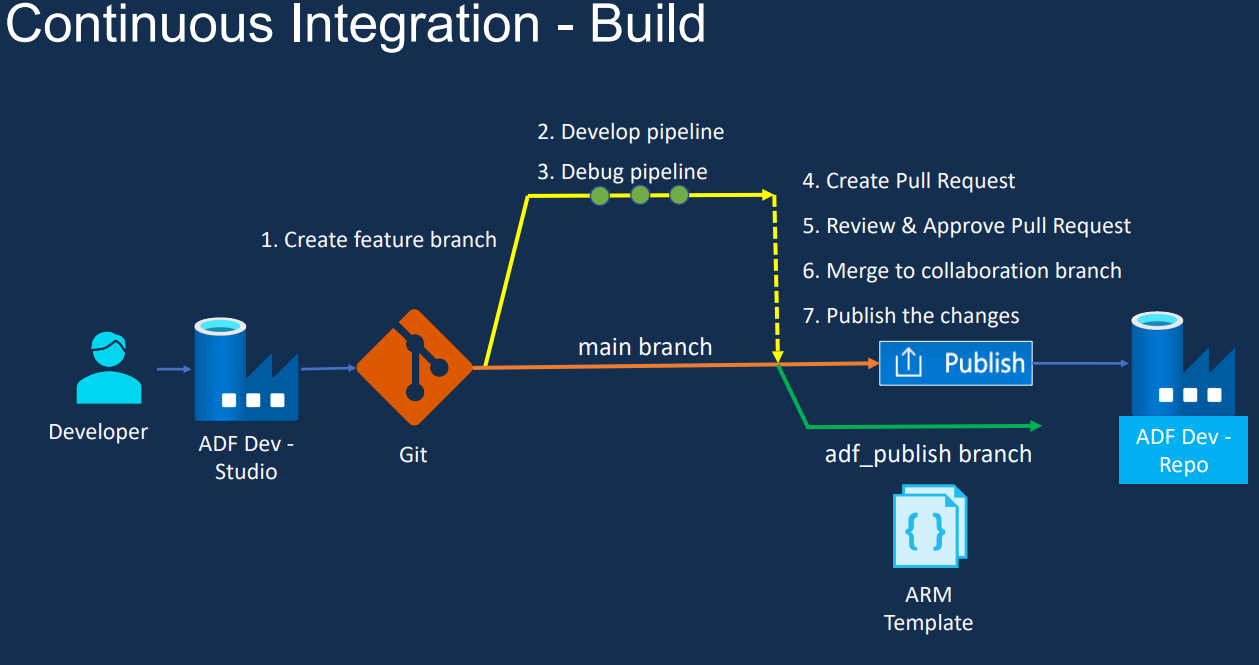 Continuous Integration - Build
2. Develop pipeline
3. Debug pipeline
4. Create Pull Request
1. Create feature branch
5. Review & Approve Pull Request
6. Merge to collaboration branch
7. Publish the changes
main branch
Publish
Developer
ADF Dev -
Studio
Git
adf_publish branch
ADF Dev -
Repo
{ }
ARM
Template